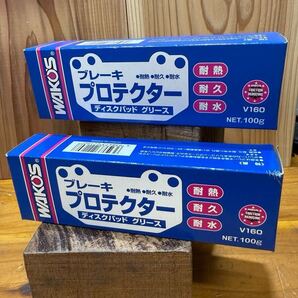 WAKO'S
ブレーキ
●耐熱●耐久●耐水
プロテクター
ディスクパッド グリース
耐熱
耐久
耐水
V160
NET.100g
WAKO'S
ブレーキ
●耐熱●耐久●耐水
プロテクター
ディスクパッド グリース
耐熱
耐久
耐水
V160
NET.100g